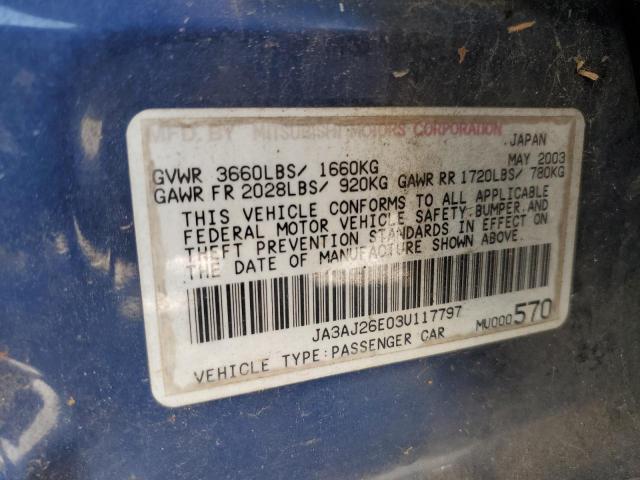 MFD. BY MITSUBISHI MOTORS CORPORATION
JAPAN
GVWR 3660LBS/ 1660KG MAY 2003
GAWR FR 2028LBS/ 920KG GAWR RR 1720LBS/ 780KG
THIS VEHICLE CONFORMS TO ALL APPLICABLE
FEDERAL MOTOR VEHICLE SAFETY,BUMPER,AND
THEFT PREVENTION STANDARDS IN EFFECT ON
THE DATE OF MANUFACTURE SHOWN ABOVE.
JA3AJ26E03U117797 MU000570
VEHICLE TYPE:PASSENGER CAR